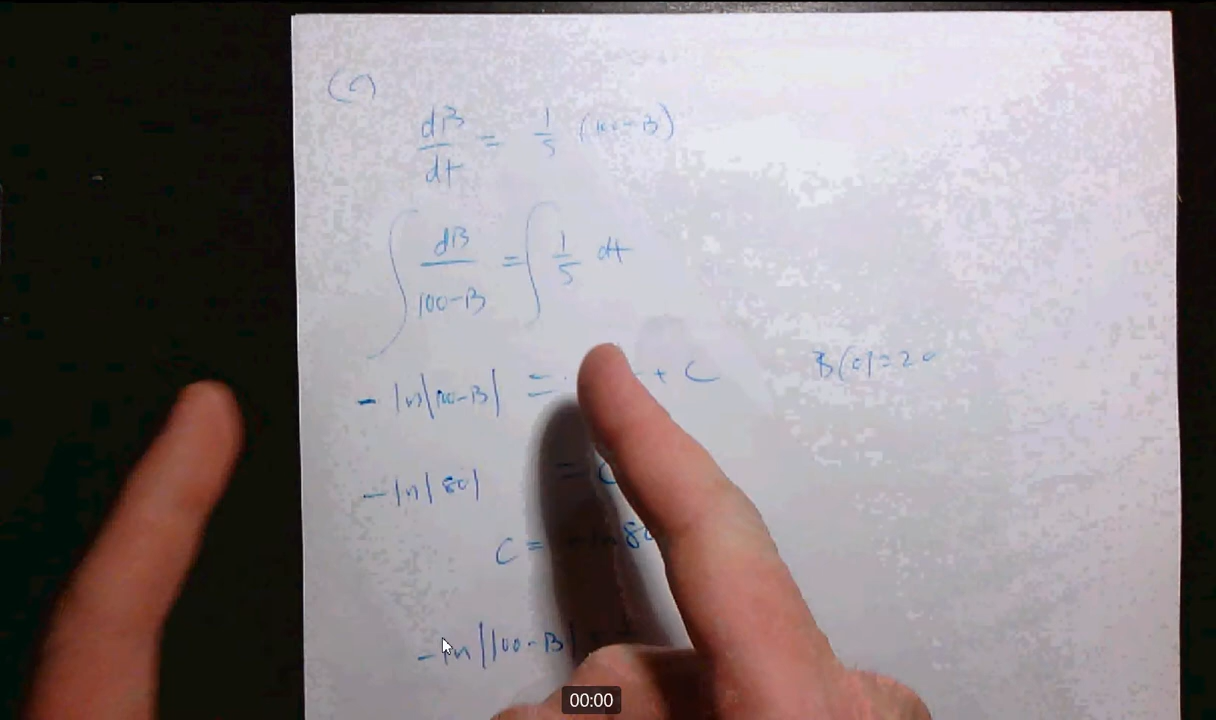 (c)
dB/dt = 1/5 (100-B)
∫ dB/(100-B) = ∫ 1/5 dt
- ln|100-B| = + C
B(0)=20
- ln|80| = C
C = -ln80
-ln|100-B| =
00:00